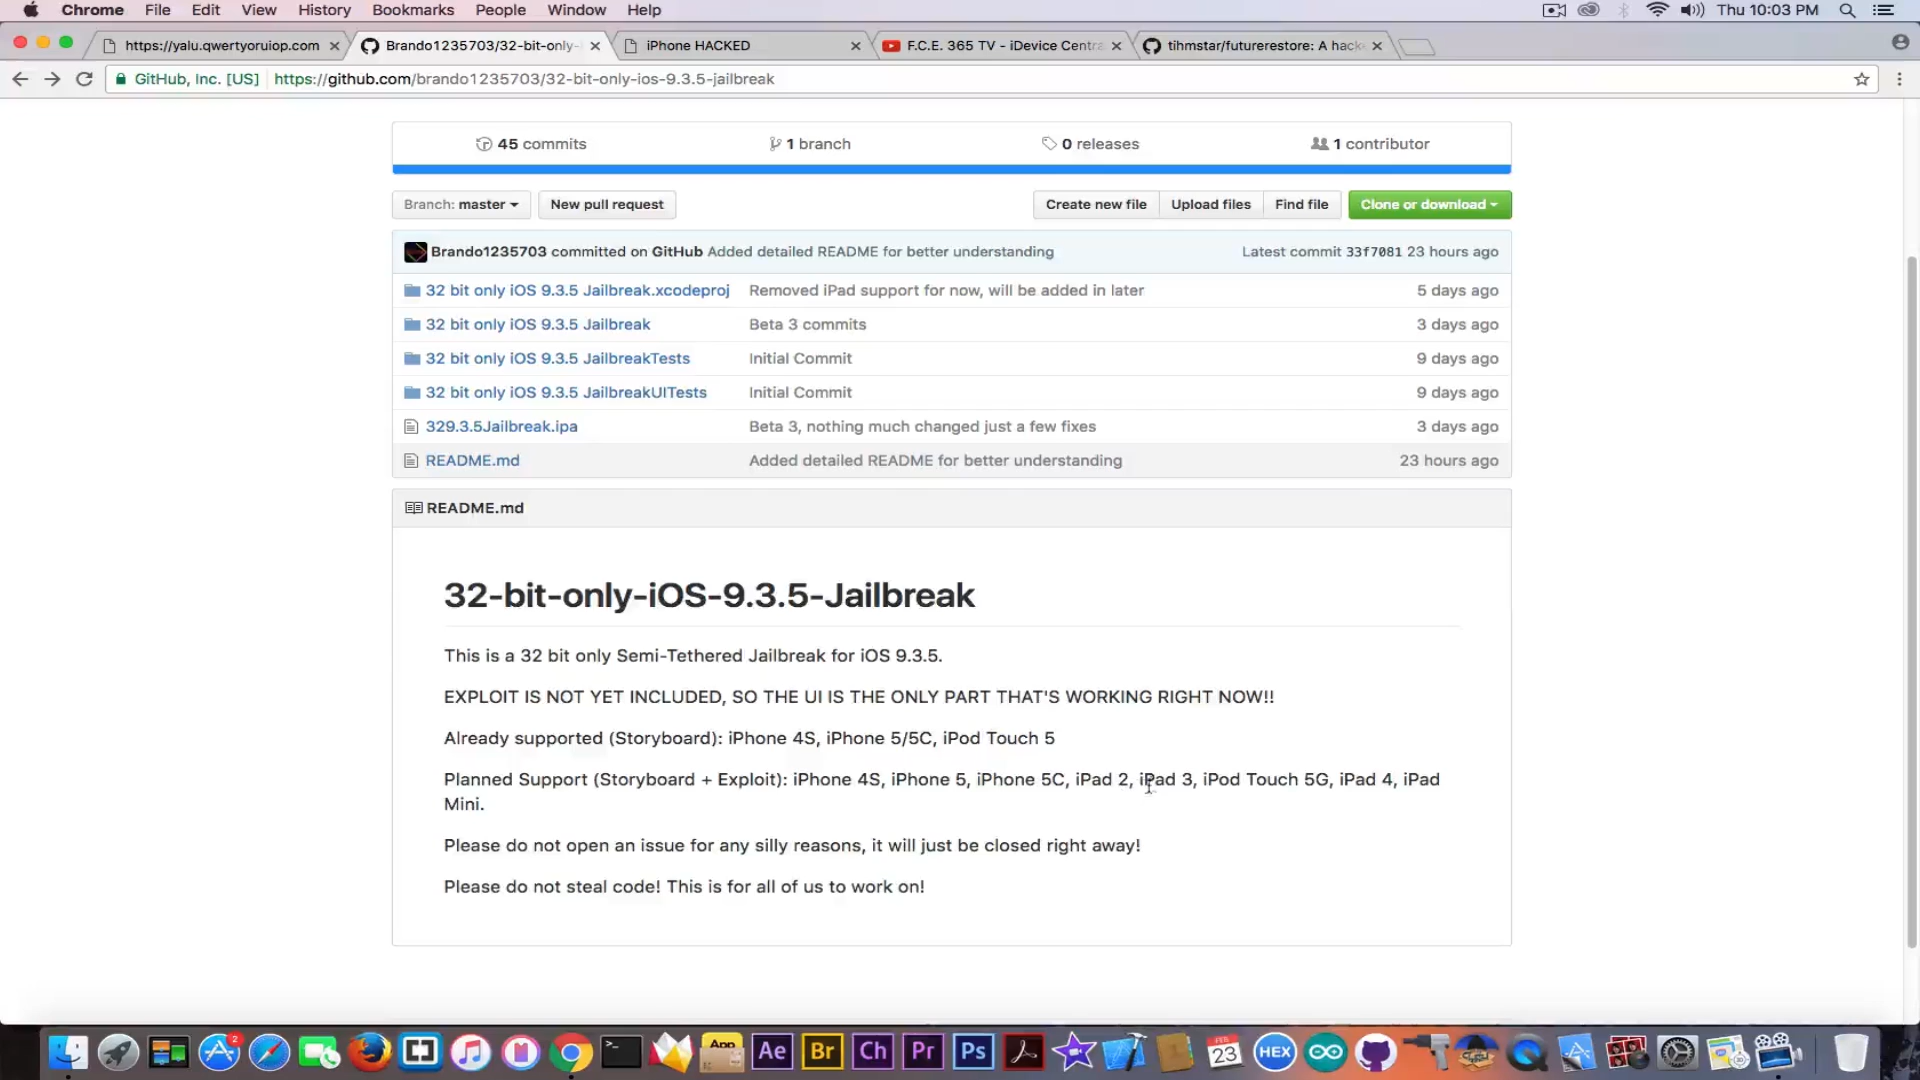 Chrome File Edit View History Bookmarks People Window Help Thu 10:03 PM
https://yalu.qwertyoruiop.com Brando1235703/32-bit-only- iPhone HACKED F.C.E. 365 TV - iDevice Centra tihmstar/futurerestore: A hack
GitHub, Inc. [US] https://github.com/brando1235703/32-bit-only-ios-9.3.5-jailbreak
45 commits 1 branch 0 releases 1 contributor
Branch: master New pull request Create new file Upload files Find file Clone or download
Brando1235703 committed on GitHub Added detailed README for better understanding Latest commit 33f7081 23 hours ago
32 bit only iOS 9.3.5 Jailbreak.xcodeproj Removed iPad support for now, will be added in later 5 days ago
32 bit only iOS 9.3.5 Jailbreak Beta 3 commits 3 days ago
32 bit only iOS 9.3.5 JailbreakTests Initial Commit 9 days ago
32 bit only iOS 9.3.5 JailbreakUITests Initial Commit 9 days ago
329.3.5Jailbreak.ipa Beta 3, nothing much changed just a few fixes 3 days ago
README.md Added detailed README for better understanding 23 hours ago
README.md
32-bit-only-iOS-9.3.5-Jailbreak
This is a 32 bit only Semi-Tethered Jailbreak for iOS 9.3.5.
EXPLOIT IS NOT YET INCLUDED, SO THE UI IS THE ONLY PART THAT'S WORKING RIGHT NOW!!
Already supported (Storyboard): iPhone 4S, iPhone 5/5C, iPod Touch 5
Planned Support (Storyboard + Exploit): iPhone 4S, iPhone 5, iPhone 5C, iPad 2, iPad 3, iPod Touch 5G, iPad 4, iPad
Mini.
Please do not open an issue for any silly reasons, it will just be closed right away!
Please do not steal code! This is for all of us to work on!
2 >_ App Ae Br Ch Pr Ps FEB 23 HEX